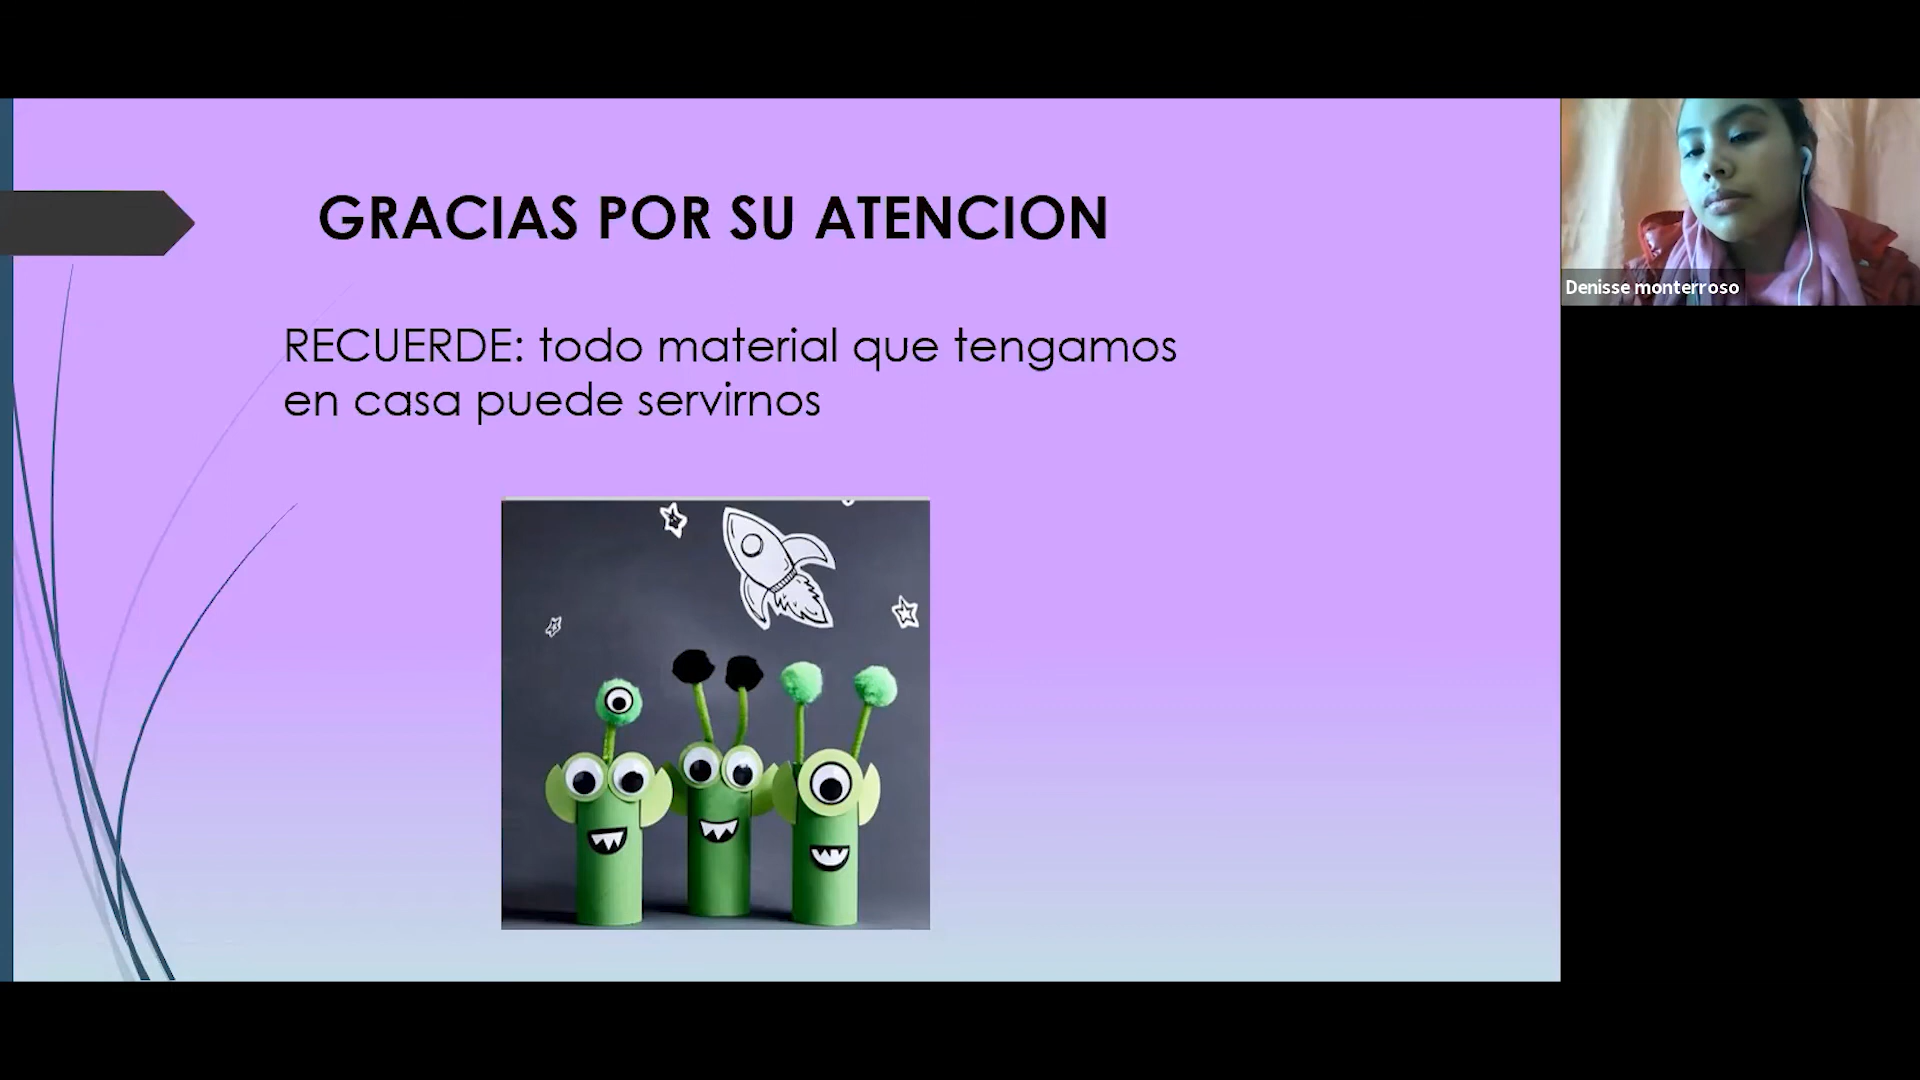 GRACIAS POR SU ATENCION
RECUERDE: todo material que tengamos
en casa puede servirnos
Denisse monterroso